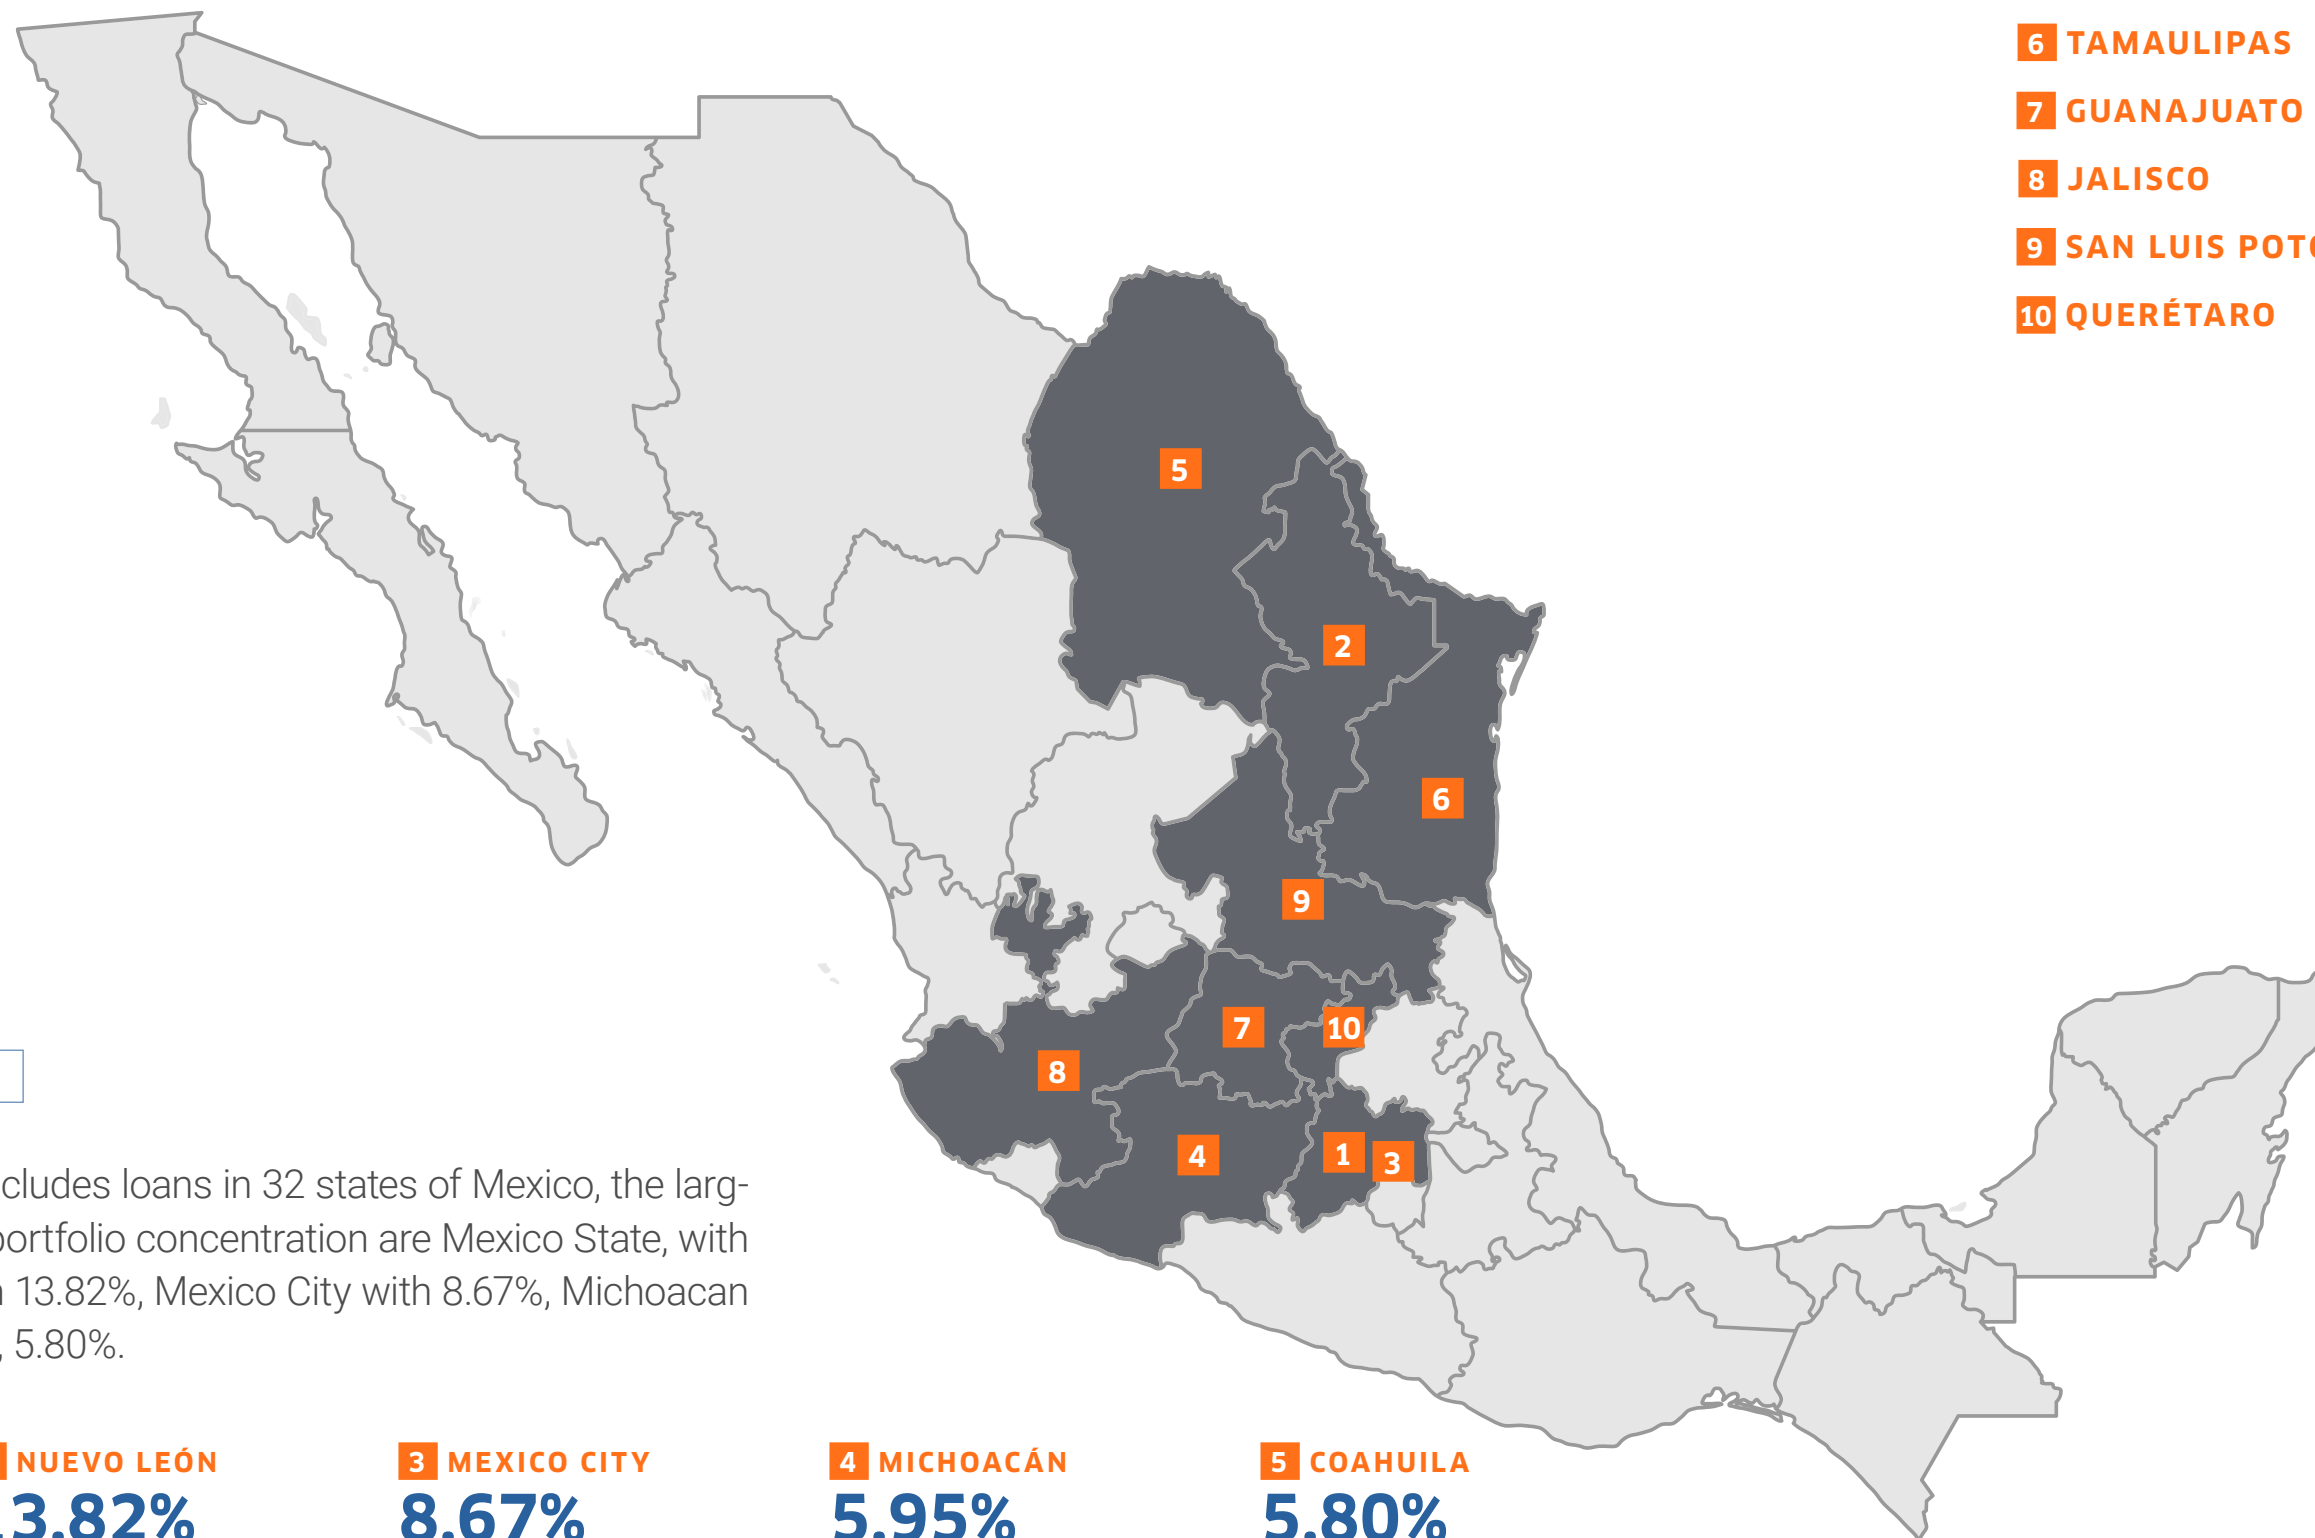 6 TAMAULIPAS
7 GUANAJUATO
8 JALISCO
9 SAN LUIS
10 QUERÉTARO
5
2
6
9
7
10
8
4
1
3
loans in 32 states of Mexico, the larg-
concentration are Mexico State, with
13.82%, Mexico City with 8.67%, Michoacan
5.80%.
NUEVO LEÓN
3 MEXICO CITY
4 MICHOACÁN
5 COAHUILA
3.82%
8.67%
5.95%
5.80%